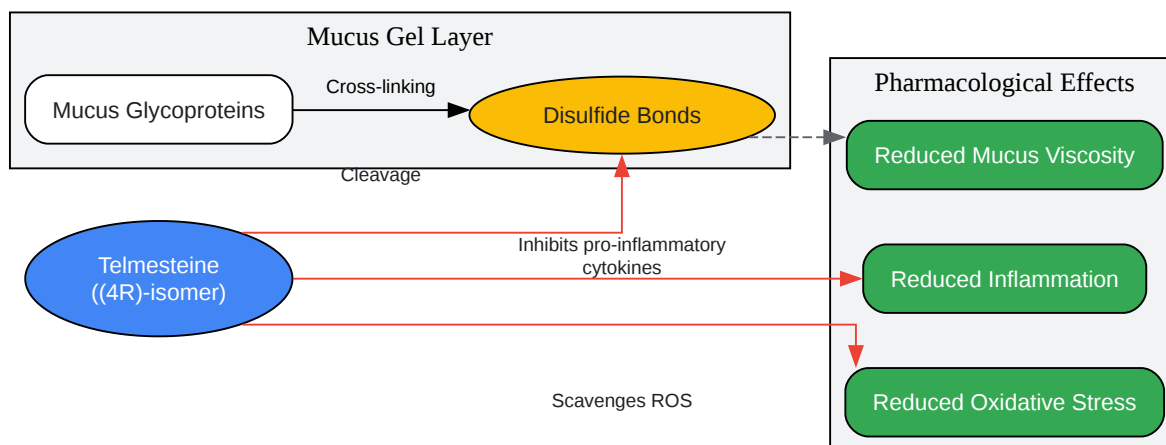 Mucus Gel Layer
Mucus Glycoproteins
Cross-linking
Disulfide Bonds
Cleavage
Telmesteine
((4R)-isomer)
Inhibits pro-inflammatory
cytokines
Scavenges ROS
Pharmacological Effects
Reduced Mucus Viscosity
Reduced Inflammation
Reduced Oxidative Stress